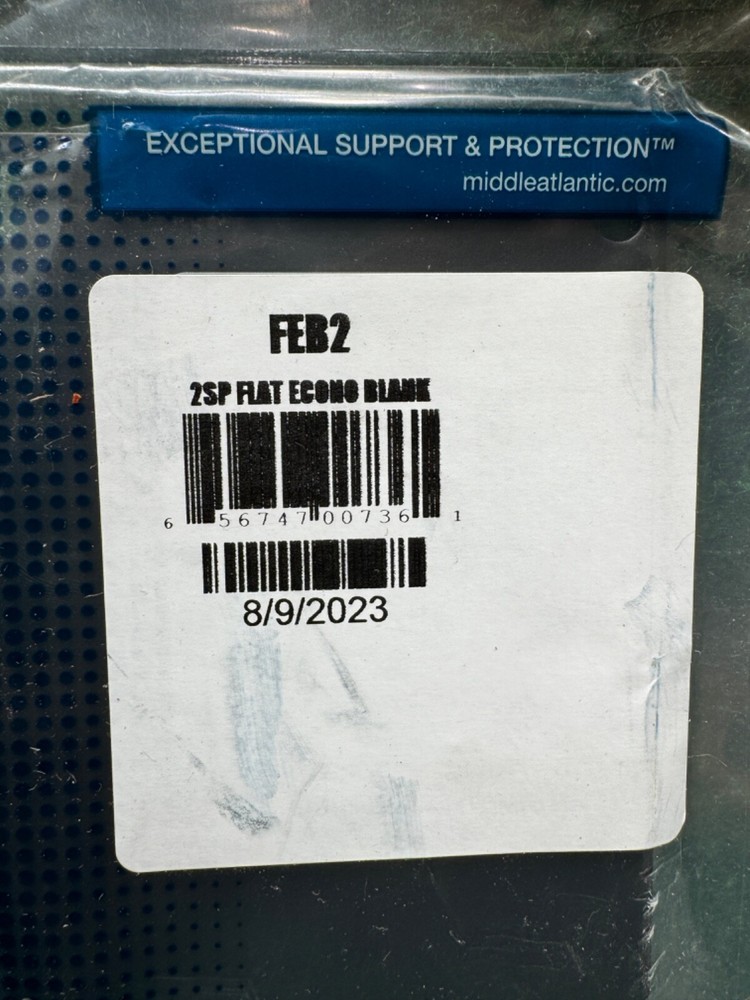 EXCEPTIONAL SUPPORT & PROTECTION™
middleatlantic.com
FEB2
2SP FLAT ECONO BLANK
6 56747 00736 1
8/9/2023